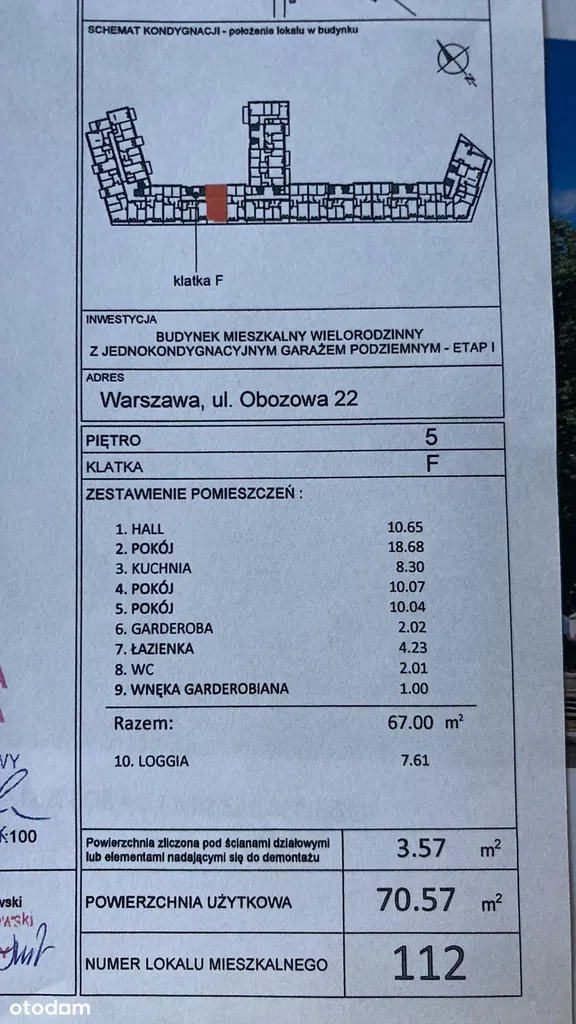 SCHEMAT KONDYGNACJI - położenie lokalu w budynku
klatka F
INWESTYCJA
BUDYNEK MIESZKALNY WIELORODZINNY
Z JEDNOKONDYGNACYJNYM GARAŻEM PODZIEMNYM - ETAP I
ADRES
Warszawa, ul. Obozowa 22
PIĘTRO 5
KLATKA F
ZESTAWIENIE POMIESZCZEŃ :
1. HALL 10.65
2. POKÓJ 18.68
3. KUCHNIA 8.30
4. POKÓJ 10.07
5. POKÓJ 10.04
6. GARDEROBA 2.02
7. ŁAZIENKA 4.23
8. WC 2.01
9. WNĘKA GARDEROBIANA 1.00
Razem: 67.00 m²
10. LOGGIA 7.61
:100
Powierzchnia zliczona pod ścianami działowymi
lub elementami nadającymi się do demontażu 3.57 m²
POWIERZCHNIA UŻYTKOWA 70.57 m²
NUMER LOKALU MIESZKALNEGO 112
otodom